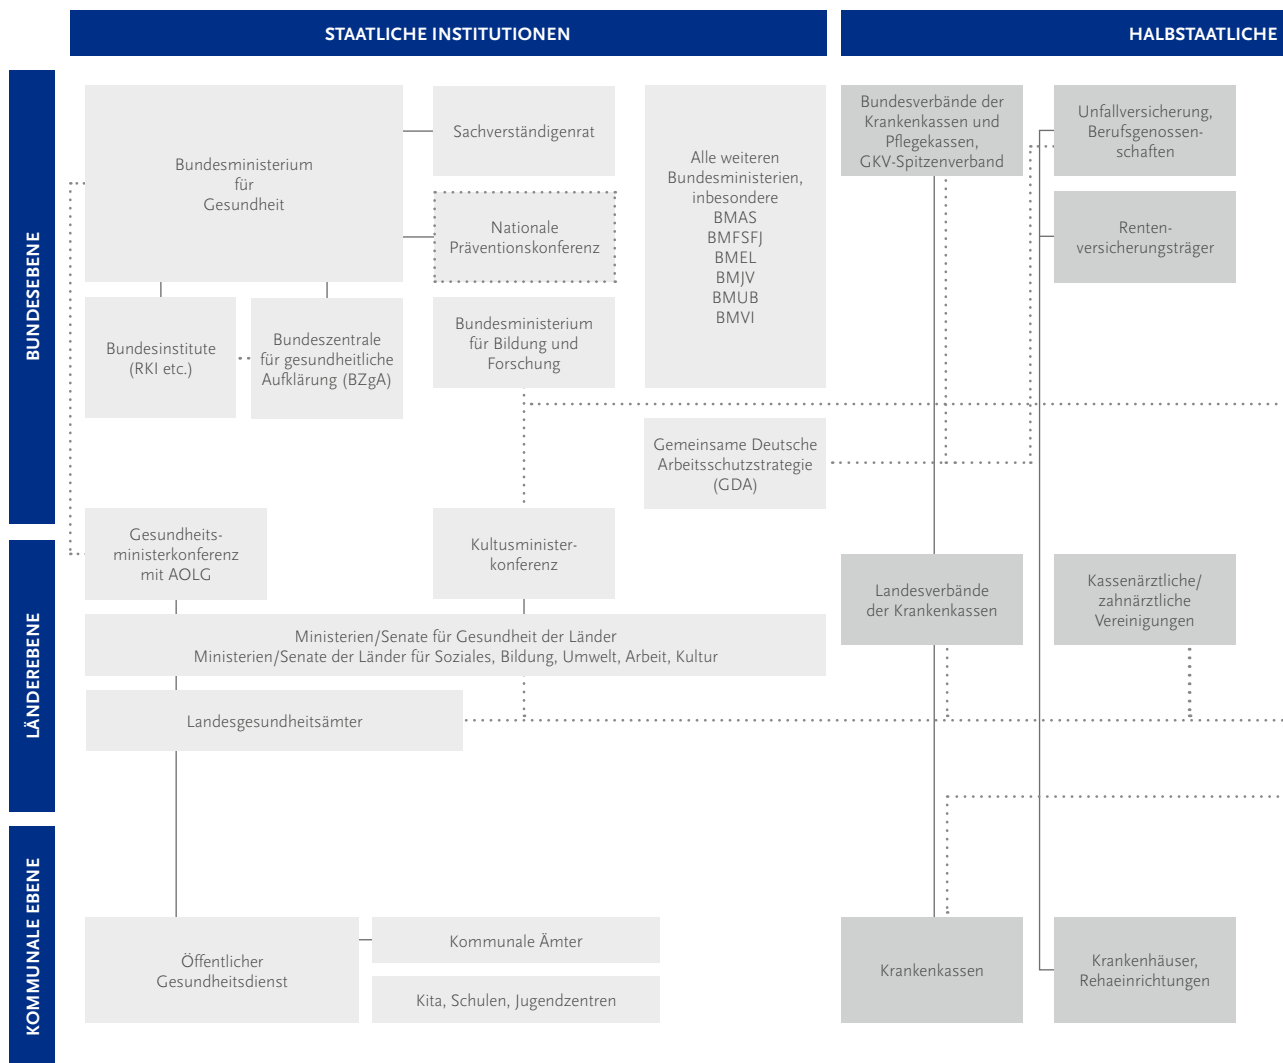 STAATLICHE INSTITUTIONEN
HALBSTAATLICHE
BUNDESEBENE
Bundesministerium
für
Gesundheit
Sachverständigenrat
Nationale
Präventionskonferenz
Alle weiteren
Bundesministerien,
inbesondere
BMAS
BMFSFJ
BMEL
BMJV
BMUB
BMVI
Bundesverbände der
Krankenkassen und
Pflegekassen,
GKV-Spitzenverband
Unfallversicherung,
Berufsgenossen-
schaften
Renten-
versicherungsträger
Bundesinstitute
(RKI etc.)
Bundeszentrale
für gesundheitliche
Aufklärung (BZgA)
Bundesministerium
für Bildung und
Forschung
Gemeinsame Deutsche
Arbeitsschutzstrategie
(GDA)
LÄNDEREBENE
Gesundheits-
ministerkonferenz
mit AOLG
Kultusminister-
konferenz
Landesverbände
der Krankenkassen
Kassenärztliche/
zahnärztliche
Vereinigungen
Ministerien/Senate für Gesundheit der Länder
Ministerien/Senate der Länder für Soziales, Bildung, Umwelt, Arbeit, Kultur
Landesgesundheitsämter
KOMMUNALE EBENE
Öffentlicher
Gesundheitsdienst
Kommunale Ämter
Kita, Schulen, Jugendzentren
Krankenkassen
Krankenhäuser,
Rehaeinrichtungen